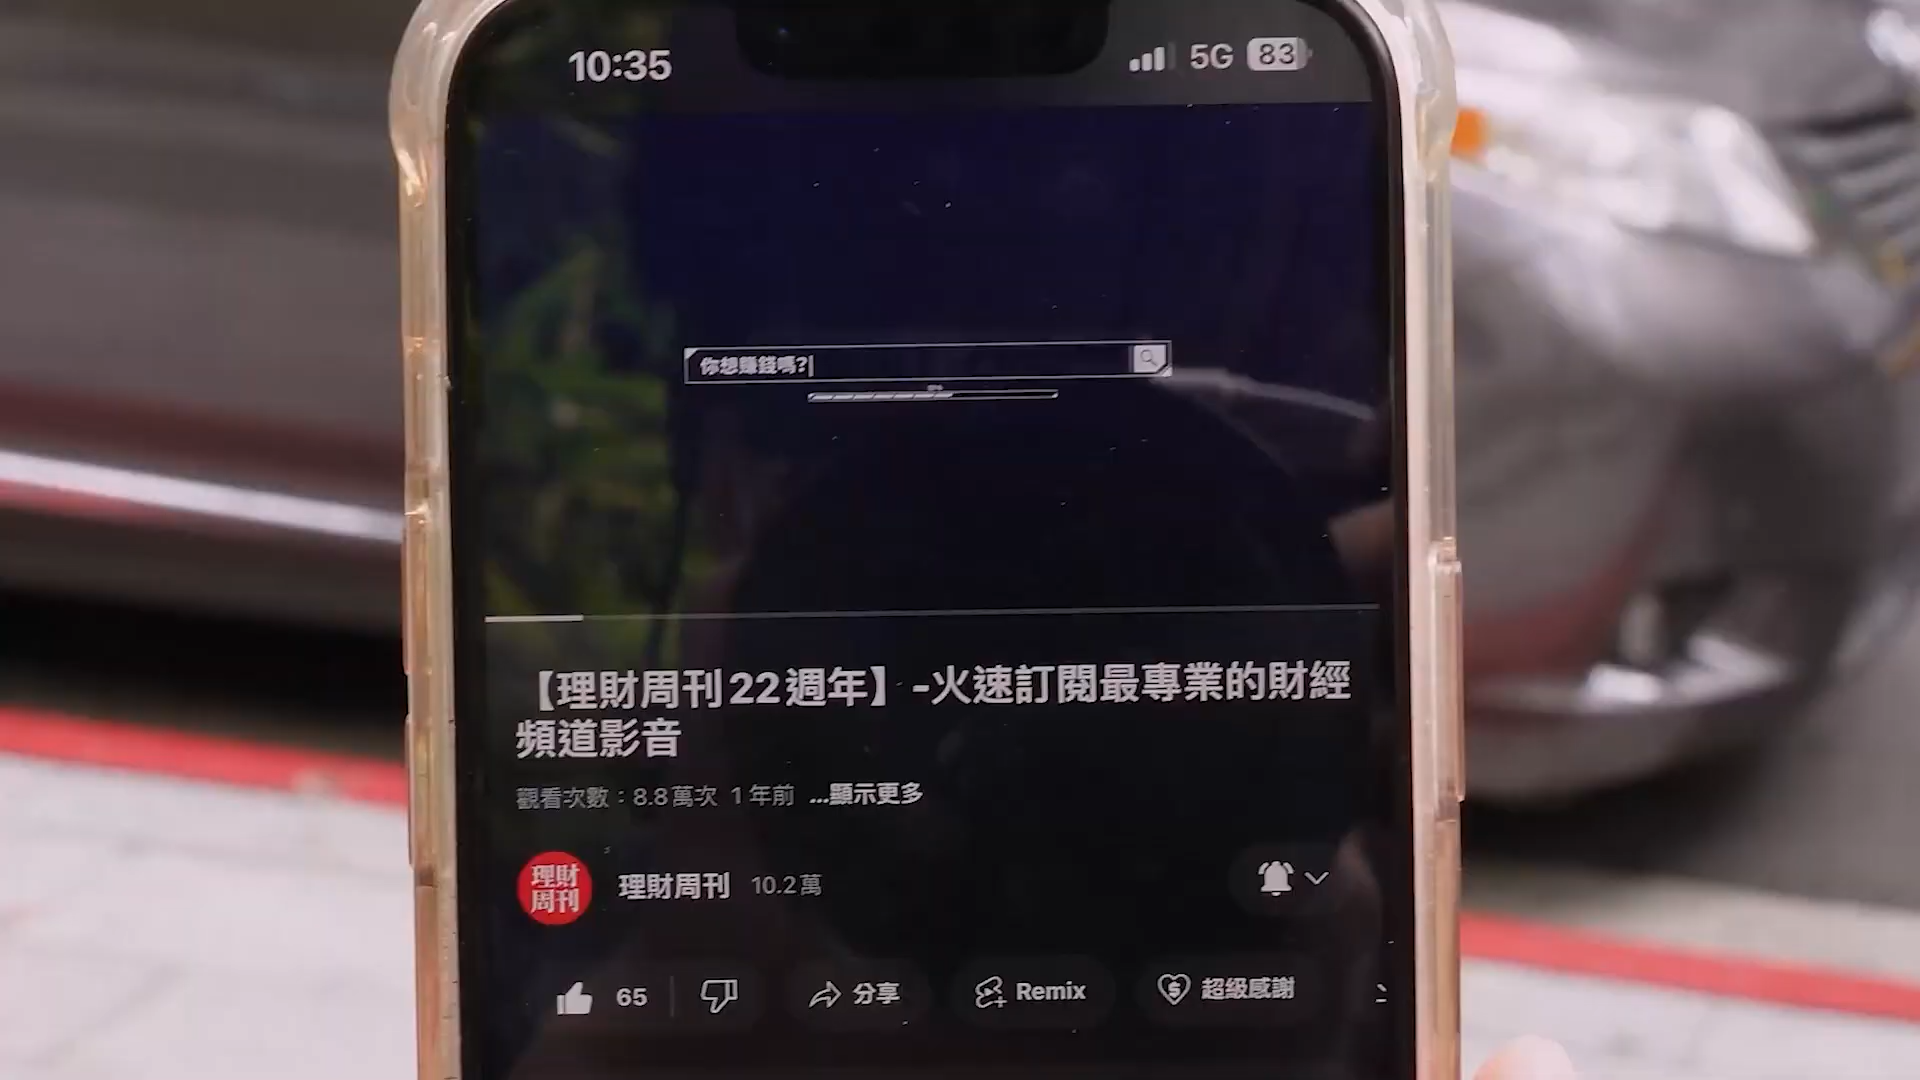 10:35
5G 83
你想賺錢嗎?
【理財周刊22週年】-火速訂閱最專業的財經
頻道影音
觀看次數：8.8萬次 1年前 ...顯示更多
理財
周刊
理財周刊 10.2萬
65 分享 Remix 超級感謝